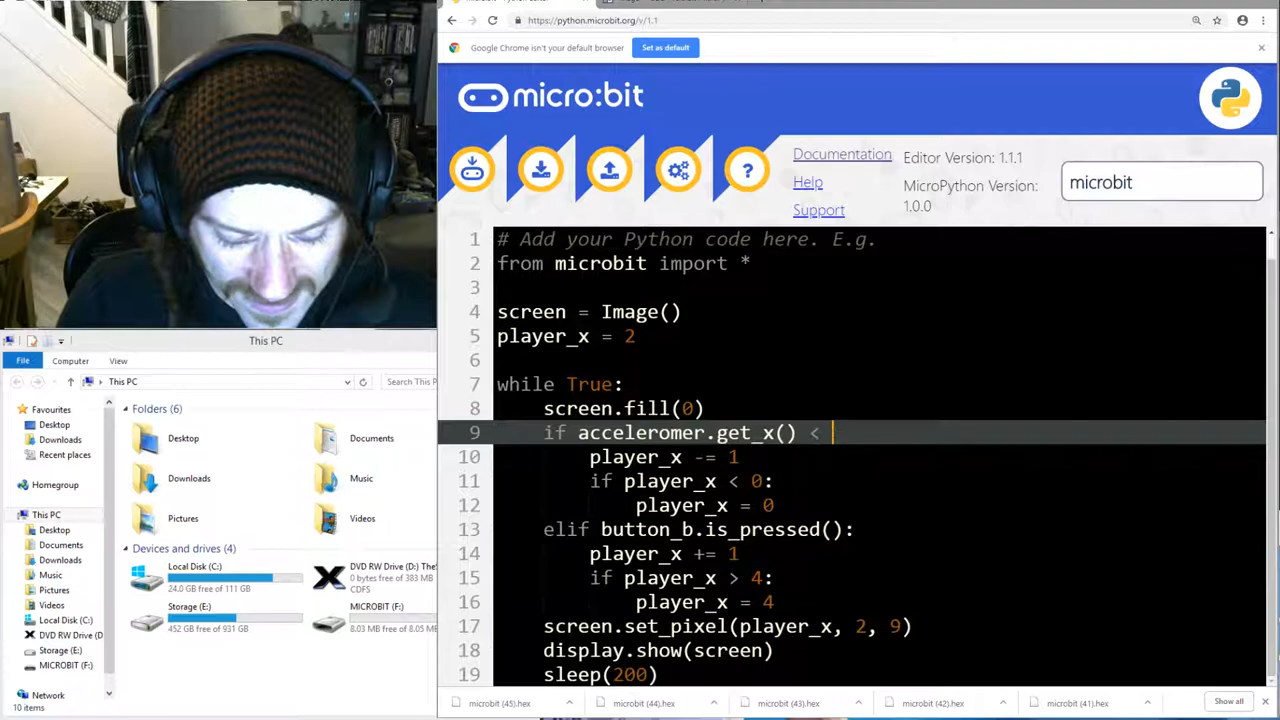 https://python.microbit.org/v/1.1
Google Chrome isn't your default browser
Set as default
micro:bit
Documentation
Help
Support
Editor Version: 1.1.1
MicroPython Version:
1.0.0
microbit
?
1 # Add your Python code here. E.g.
2 from microbit import *
3
4 screen = Image()
5 player_x = 2
6
7 while True:
8 screen.fill(0)
9 if acceleromer.get_x() <
10 player_x -= 1
11 if player_x < 0:
12 player_x = 0
13 elif button_b.is_pressed():
14 player_x += 1
15 if player_x > 4:
16 player_x = 4
17 screen.set_pixel(player_x, 2, 9)
18 display.show(screen)
19 sleep(200)
microbit (45).hex
microbit (44).hex
microbit (43).hex
microbit (42).hex
microbit (41).hex
Show all
This PC
File
Computer
View
This PC
Search This P
Favourites
Desktop
Downloads
Recent places
Homegroup
This PC
Desktop
Documents
Downloads
Music
Pictures
Videos
Local Disk (C:)
DVD RW Drive (D
Storage (E:)
MICROBIT (F:)
Network
10 items
Folders (6)
Desktop
Documents
Downloads
Music
Pictures
Videos
Devices and drives (4)
Local Disk (C:)
24.0 GB free of 111 GB
DVD RW Drive (D:) The
0 bytes free of 383 MB
CDFS
Storage (E:)
452 GB free of 931 GB
MICROBIT (F:)
8.03 MB free of 8.05 M